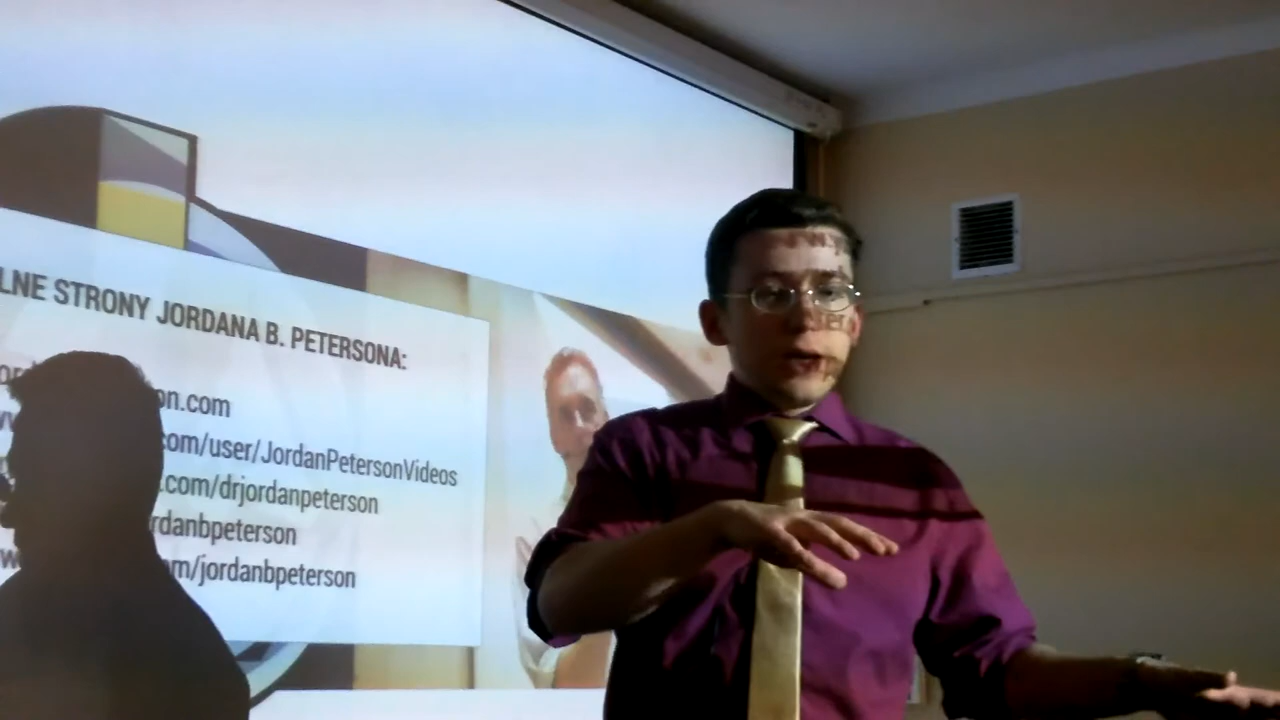 LNE STRONY JORDANA B. PETERSONA:
on.com
com/user/JordanPetersonVideos
.com/drjordanpeterson
rdanbpeterson
m/jordanbpeterson